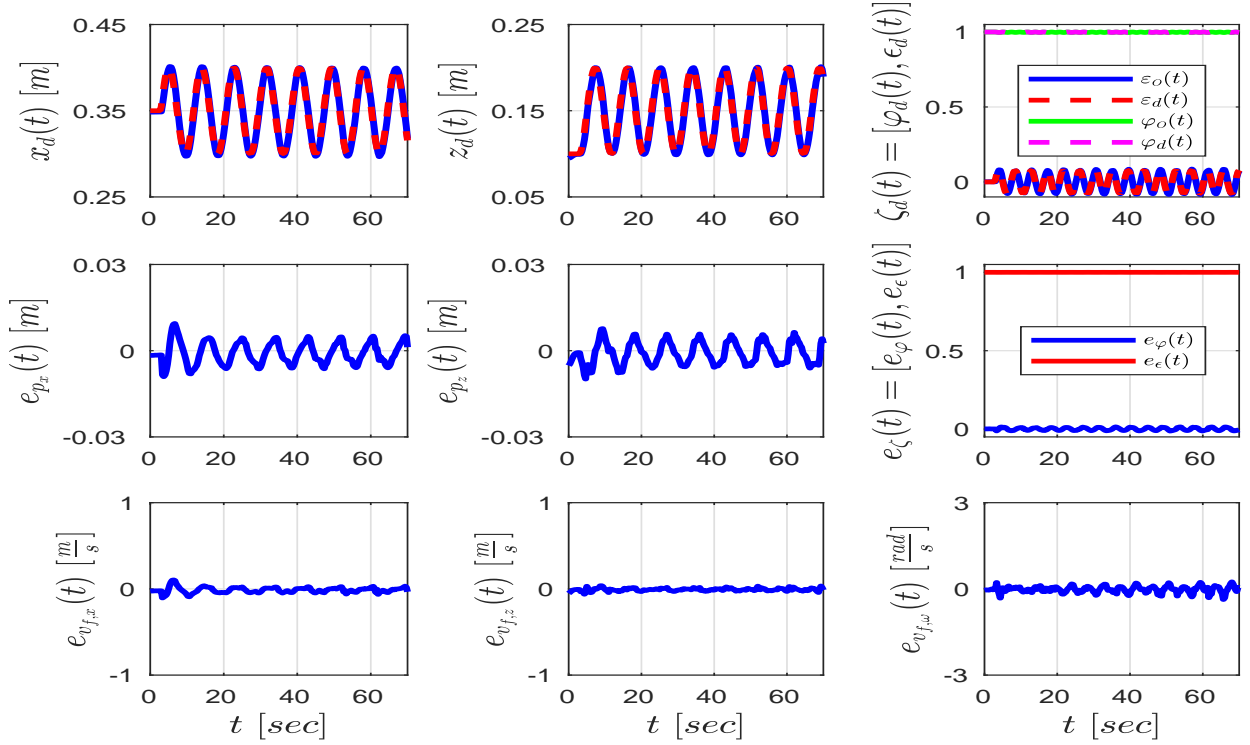 x_d(t) [m]
0.45
0.35
0.25
0 20 40 60
z_d(t) [m]
0.25
0.15
0.05
0 20 40 60
ζ_d(t) = [φ_d(t), ϵ_d(t)]
1
0.5
0
ε_O(t)
ε_d(t)
φ_O(t)
φ_d(t)
0 20 40 60
e_{p_x}(t) [m]
0.03
0
-0.03
0 20 40 60
e_{p_z}(t) [m]
0.03
0
-0.03
0 20 40 60
e_ζ(t) = [e_φ(t), e_ϵ(t)]
1
0.5
0
e_φ(t)
e_ϵ(t)
0 20 40 60
e_{v_{f,x}}(t) [m/s]
1
0
-1
0 20 40 60
t [sec]
e_{v_{f,z}}(t) [m/s]
1
0
-1
0 20 40 60
t [sec]
e_{v_{f,ω}}(t) [rad/s]
3
0
-3
0 20 40 60
t [sec]